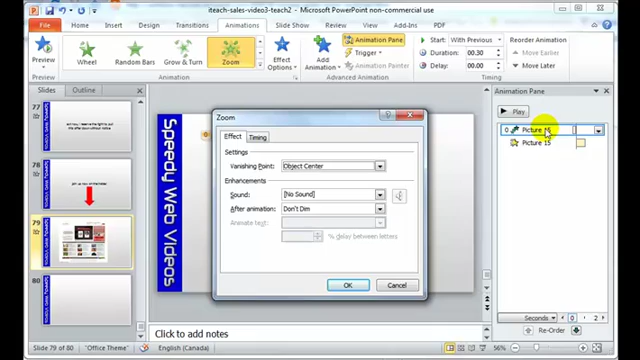 iteach-sales-video3-teach2 - Microsoft PowerPoint non-commercial use
File Home Insert Design Transitions Animations Slide Show Review View Add-Ins PDF
Preview
Wheel Random Bars Grow & Turn Zoom
Effect Options
Add Animation
Animation Pane
Trigger
Animation Painter
Start: With Previous
Duration: 00.30
Delay: 00.00
Reorder Animation
Move Earlier
Move Later
Preview Animation Advanced Animation Timing
Slides Outline
77
78
79
80
Speedy Web Videos
Zoom
Effect Timing
Settings
Vanishing Point: Object Center
Enhancements
Sound: [No Sound]
After animation: Don't Dim
Animate text:
% delay between letters
OK Cancel
Animation Pane
Play
0 Picture 15
Picture 15
Seconds 0 2
Re-Order
Click to add notes
Slide 79 of 80 "Office Theme" English (Canada) 56%